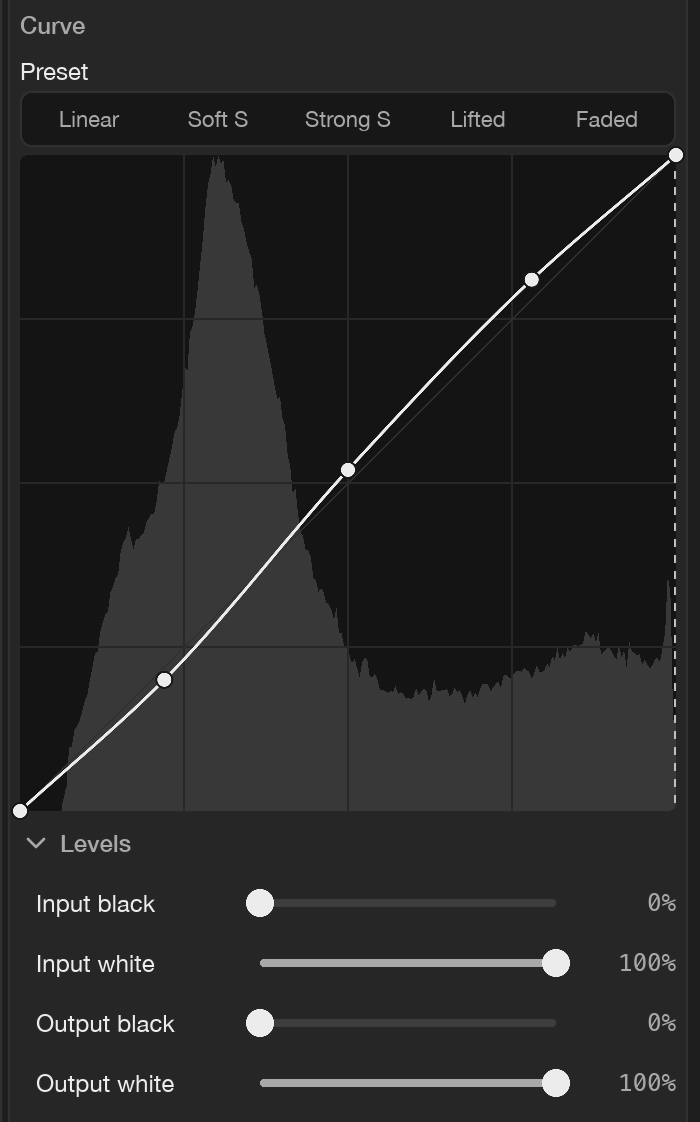 Curve
Preset
Linear Soft S Strong S Lifted Faded
Levels
Input black 0%
Input white 100%
Output black 0%
Output white 100%